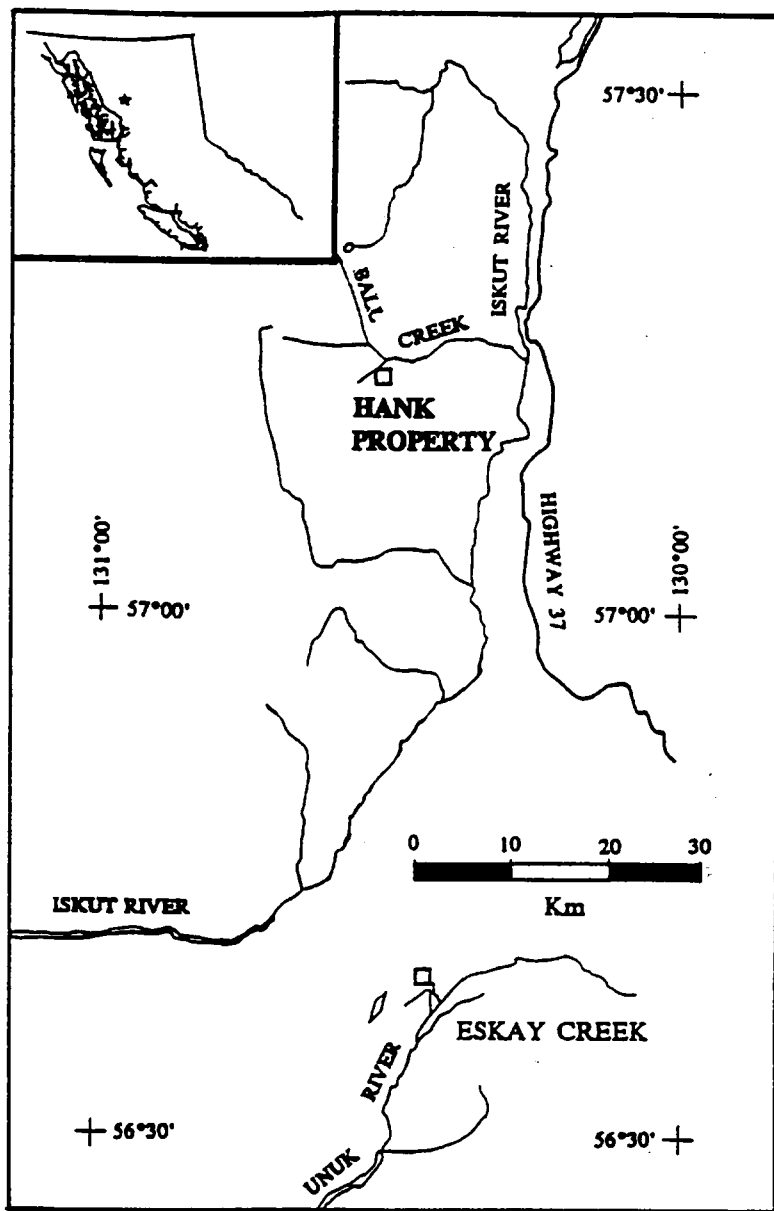 57°30'
ISKUT RIVER
BALL
CREEK
HANK
PROPERTY
HIGHWAY 37
131°00'
130°00'
57°00'
57°00'
0 10 20 30
Km
ISKUT RIVER
ESKAY CREEK
RIVER
UNUK
56°30'
56°30'